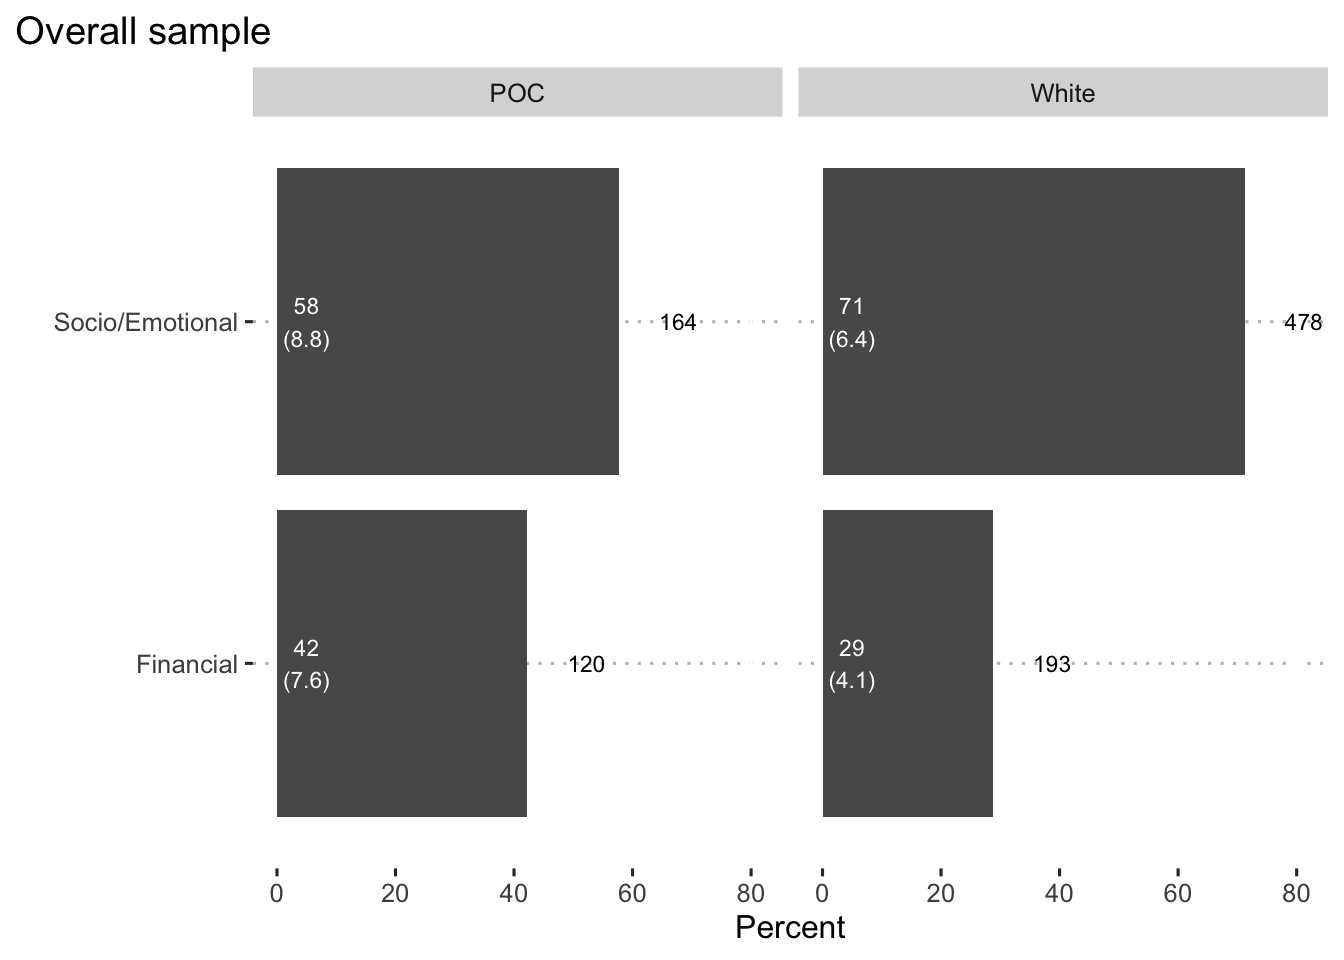 Overall sample
POC
White
Socio/Emotional
58
(8.8)
164
71
(6.4)
478
Financial
42
(7.6)
120
29
(4.1)
193
0 20 40 60 80
0 20 40 60 80
Percent